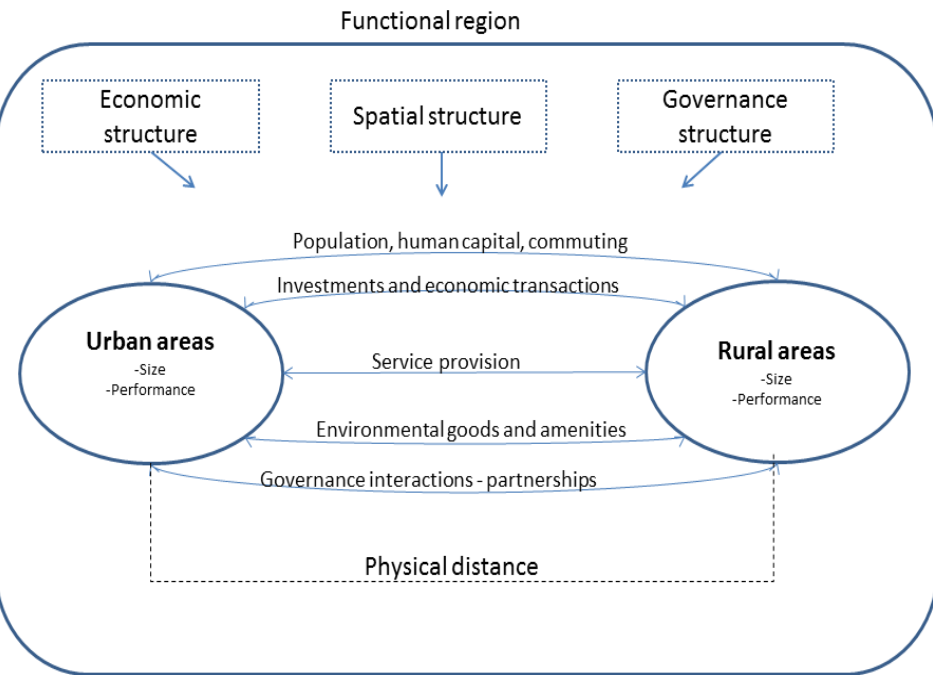 Functional region
Economic
structure
Spatial structure
Governance
structure
Population, human capital, commuting
Investments and economic transactions
Urban areas
-Size
-Performance
Service provision
Rural areas
-Size
-Performance
Environmental goods and amenities
Governance interactions - partnerships
Physical distance